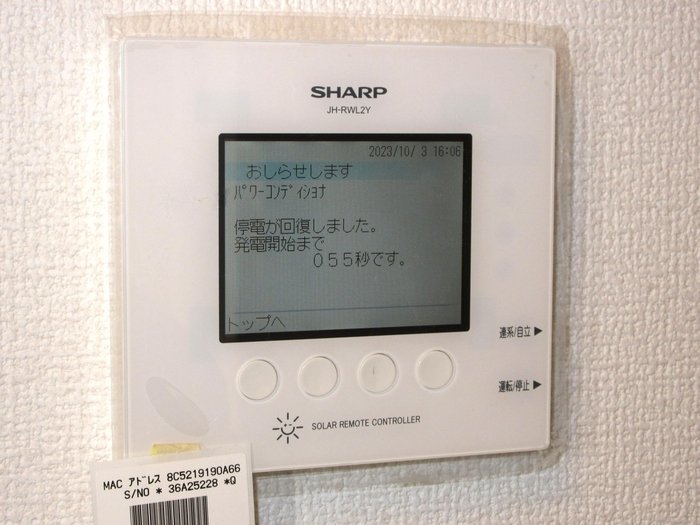 SHARP
JH-RWL2Y
2023/10/ 3 16:06
おしらせします
ﾊﾟﾜｰｺﾝﾃﾞｨｼｮﾅ
停電が回復しました。
発電開始まで
０５５秒です。
トップへ
連系/自立 ▶
運転/停止 ▶
SOLAR REMOTE CONTROLLER
MAC ｱﾄﾞﾚｽ 8C5219190A66
S/NO * 36A25228 *Q